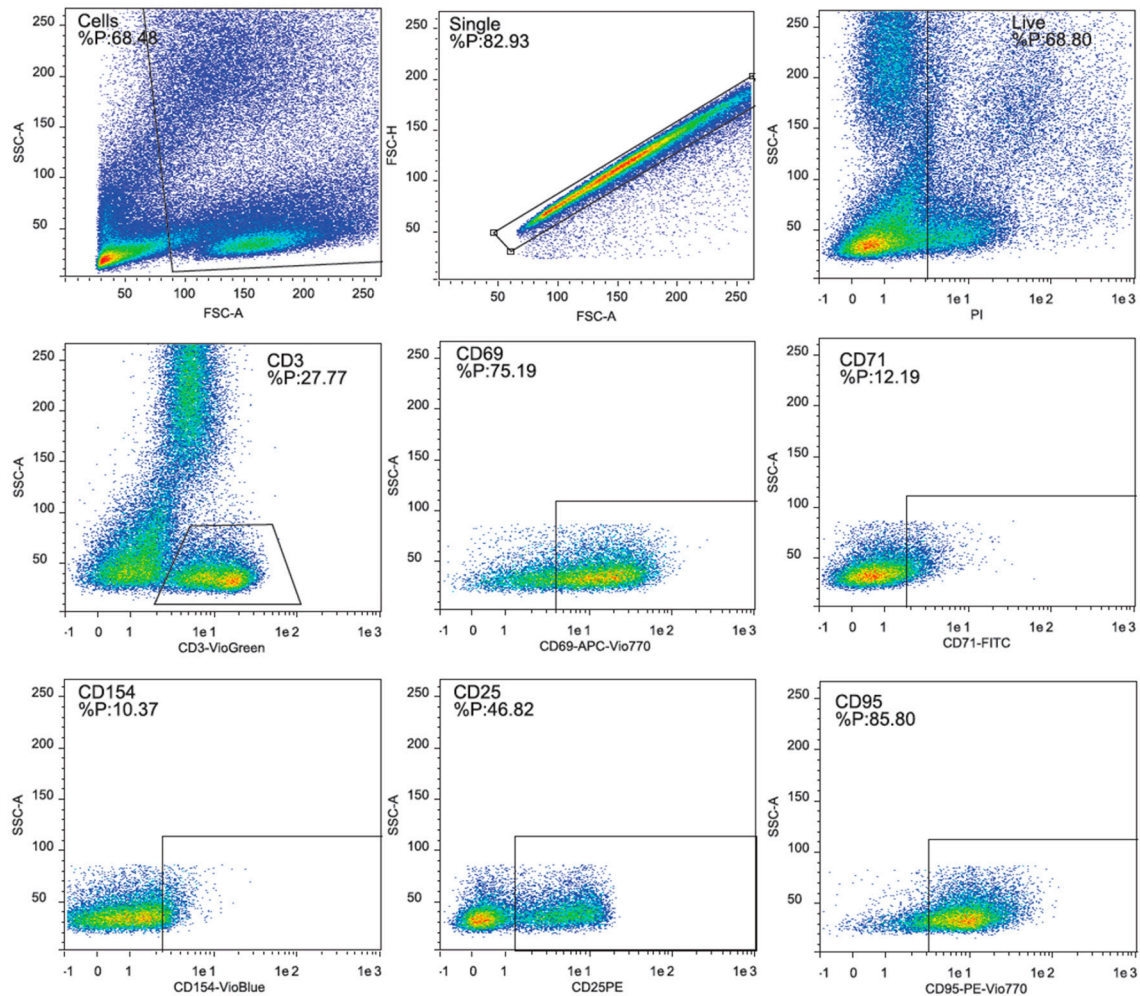 Cells
%P:68.48
250
200
150
100
50
SSC-A
50
100
150
200
250
FSC-A
Single
%P:82.93
250
200
150
100
50
FSC-H
50
100
150
200
250
FSC-A
Live
%P:68.80
250
200
150
100
50
SSC-A
-1
0
1
1e1
1e2
1e3
PI
CD3
%P:27.77
250
200
150
100
50
0
SSC-A
-1
0
1
1e1
1e2
1e3
CD3-VioGreen
CD69
%P:75.19
250
200
150
100
50
0
SSC-A
-1
0
1
1e1
1e2
1e3
CD69-APC-Vio770
CD71
%P:12.19
250
200
150
100
50
0
SSC-A
-1
0
1
1e1
1e2
1e3
CD71-FITC
CD154
%P:10.37
250
200
150
100
50
0
SSC-A
-1
0
1
1e1
1e2
1e3
CD154-VioBlue
CD25
%P:46.82
250
200
150
100
50
0
SSC-A
-1
0
1
1e1
1e2
1e3
CD25PE
CD95
%P:85.80
250
200
150
100
50
0
SSC-A
-1
0
1
1e1
1e2
1e3
CD95-PE-Vio770